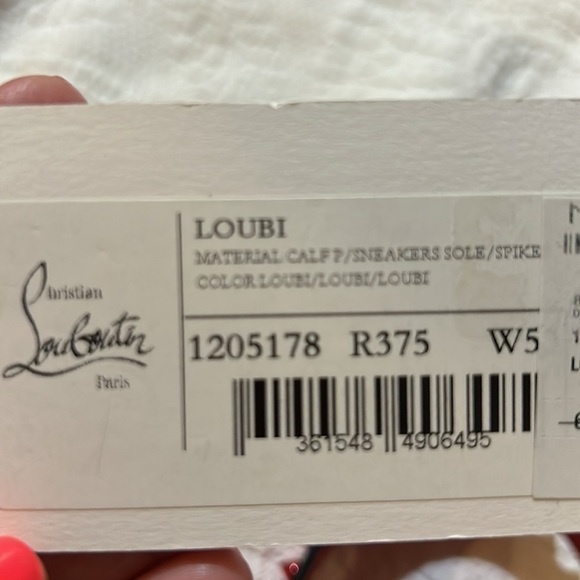 Christian
Louboutin
Paris
LOUBI
MATERIAL CALF P/SNEAKERS SOLE/SPIKE
COLOR LOUBI/LOUBI/LOUBI
1205178 R375 W5
361548 4906495